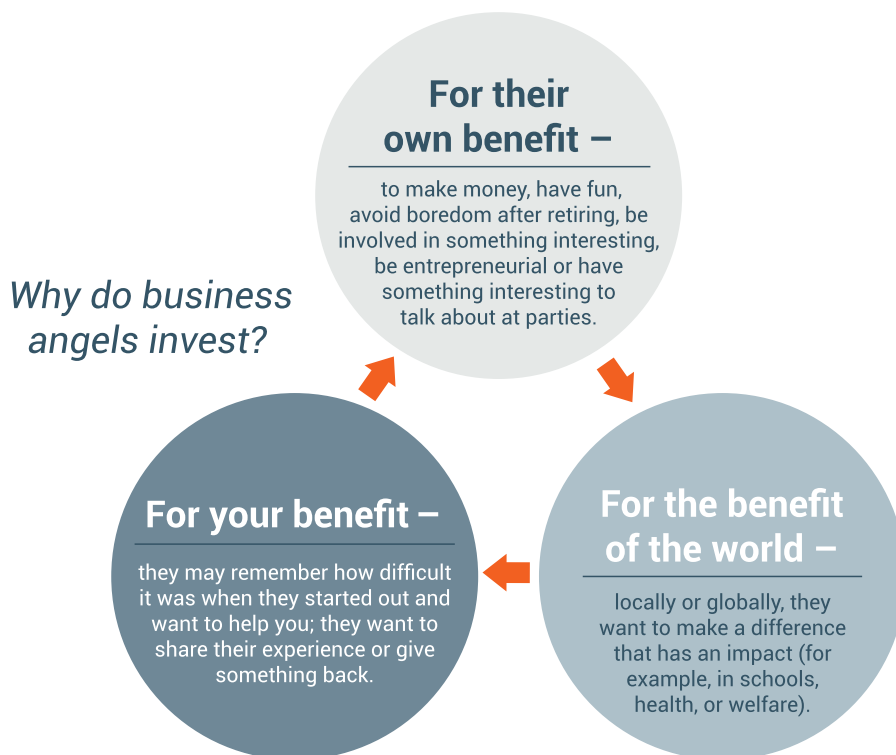 Why do business
angels invest?
For their
own benefit –
to make money, have fun,
avoid boredom after retiring, be
involved in something interesting,
be entrepreneurial or have
something interesting to
talk about at parties.
For the benefit
of the world –
locally or globally, they
want to make a difference
that has an impact (for
example, in schools,
health, or welfare).
For your benefit –
they may remember how difficult
it was when they started out and
want to help you; they want to
share their experience or give
something back.